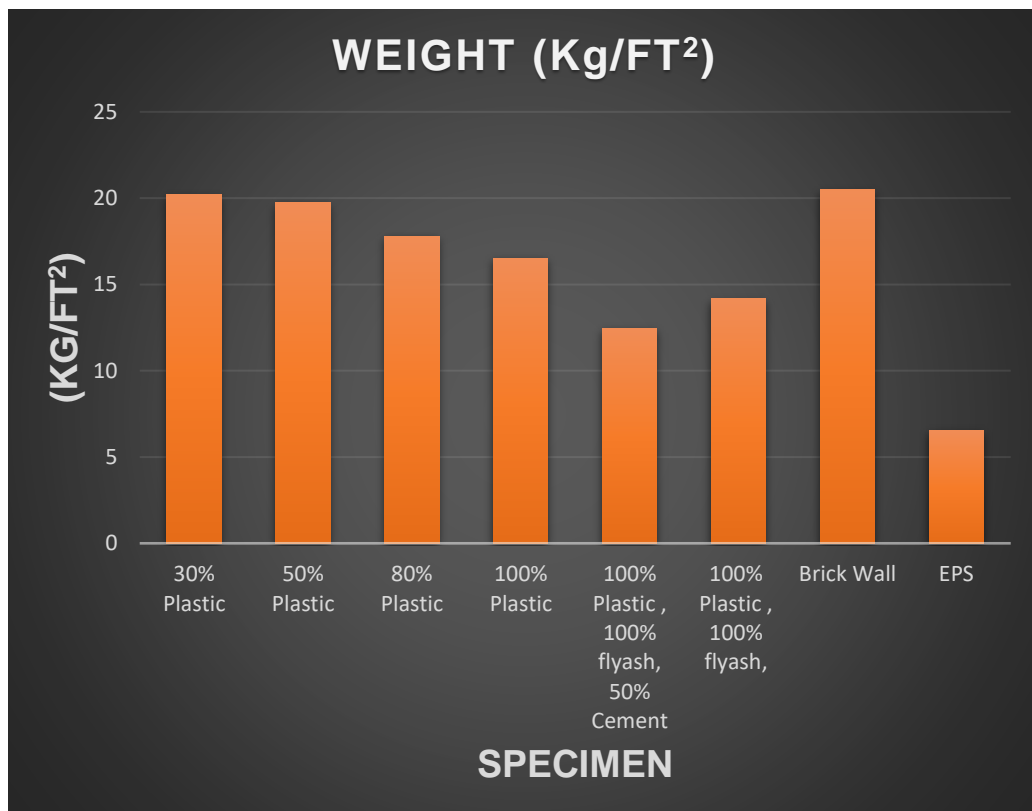 WEIGHT (Kg/FT²)
25
20
15
10
5
0
(KG/FT²)
30%
Plastic
50%
Plastic
80%
Plastic
100%
Plastic
100%
Plastic ,
100%
flyash,
50%
Cement
100%
Plastic ,
100%
flyash,
Brick Wall
EPS
SPECIMEN